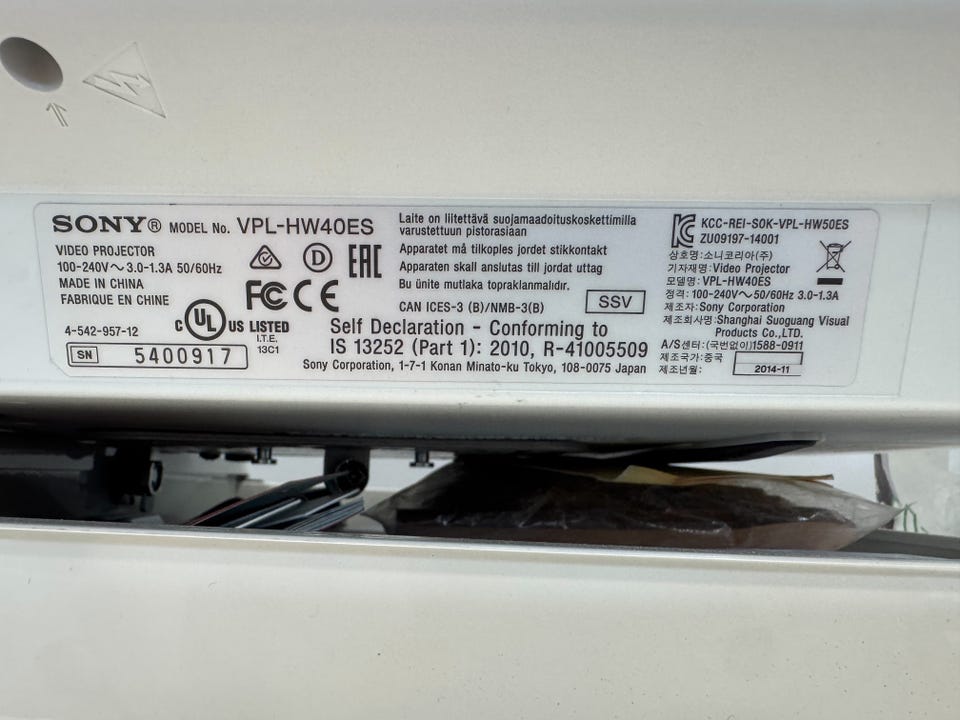 SONY® MODEL No. VPL-HW40ES
VIDEO PROJECTOR
100-240V～ 3.0-1.3A 50/60Hz
MADE IN CHINA
FABRIQUE EN CHINE
4-542-957-12
SN 5400917
D EAC
FC CE
C UL US LISTED
I.T.E.
13C1
Laite on liitettävä suojamaadoituskoskettimilla
varustettuun pistorasiaan
Apparatet må tilkoples jordet stikkontakt
Apparaten skall anslutas till jordat uttag
Bu ünite mutlaka topraklanmalıdır.
CAN ICES-3 (B)/NMB-3(B)
SSV
Self Declaration - Conforming to
IS 13252 (Part 1): 2010, R-41005509
Sony Corporation, 1-7-1 Konan Minato-ku Tokyo, 108-0075 Japan
KCC-REI-S0K-VPL-HW50ES
ZU09197-14001
상호명:소니코리아(주)
기자재명:Video Projector
모델명:VPL-HW40ES
정격: 100-240V～50/60Hz 3.0-1.3A
제조자:Sony Corporation
제조회사명:Shanghai Suoguang Visual
Products Co.,LTD.
A/S센터:(국번없이)1588-0911
제조국가:중국
제조년월: 2014-11